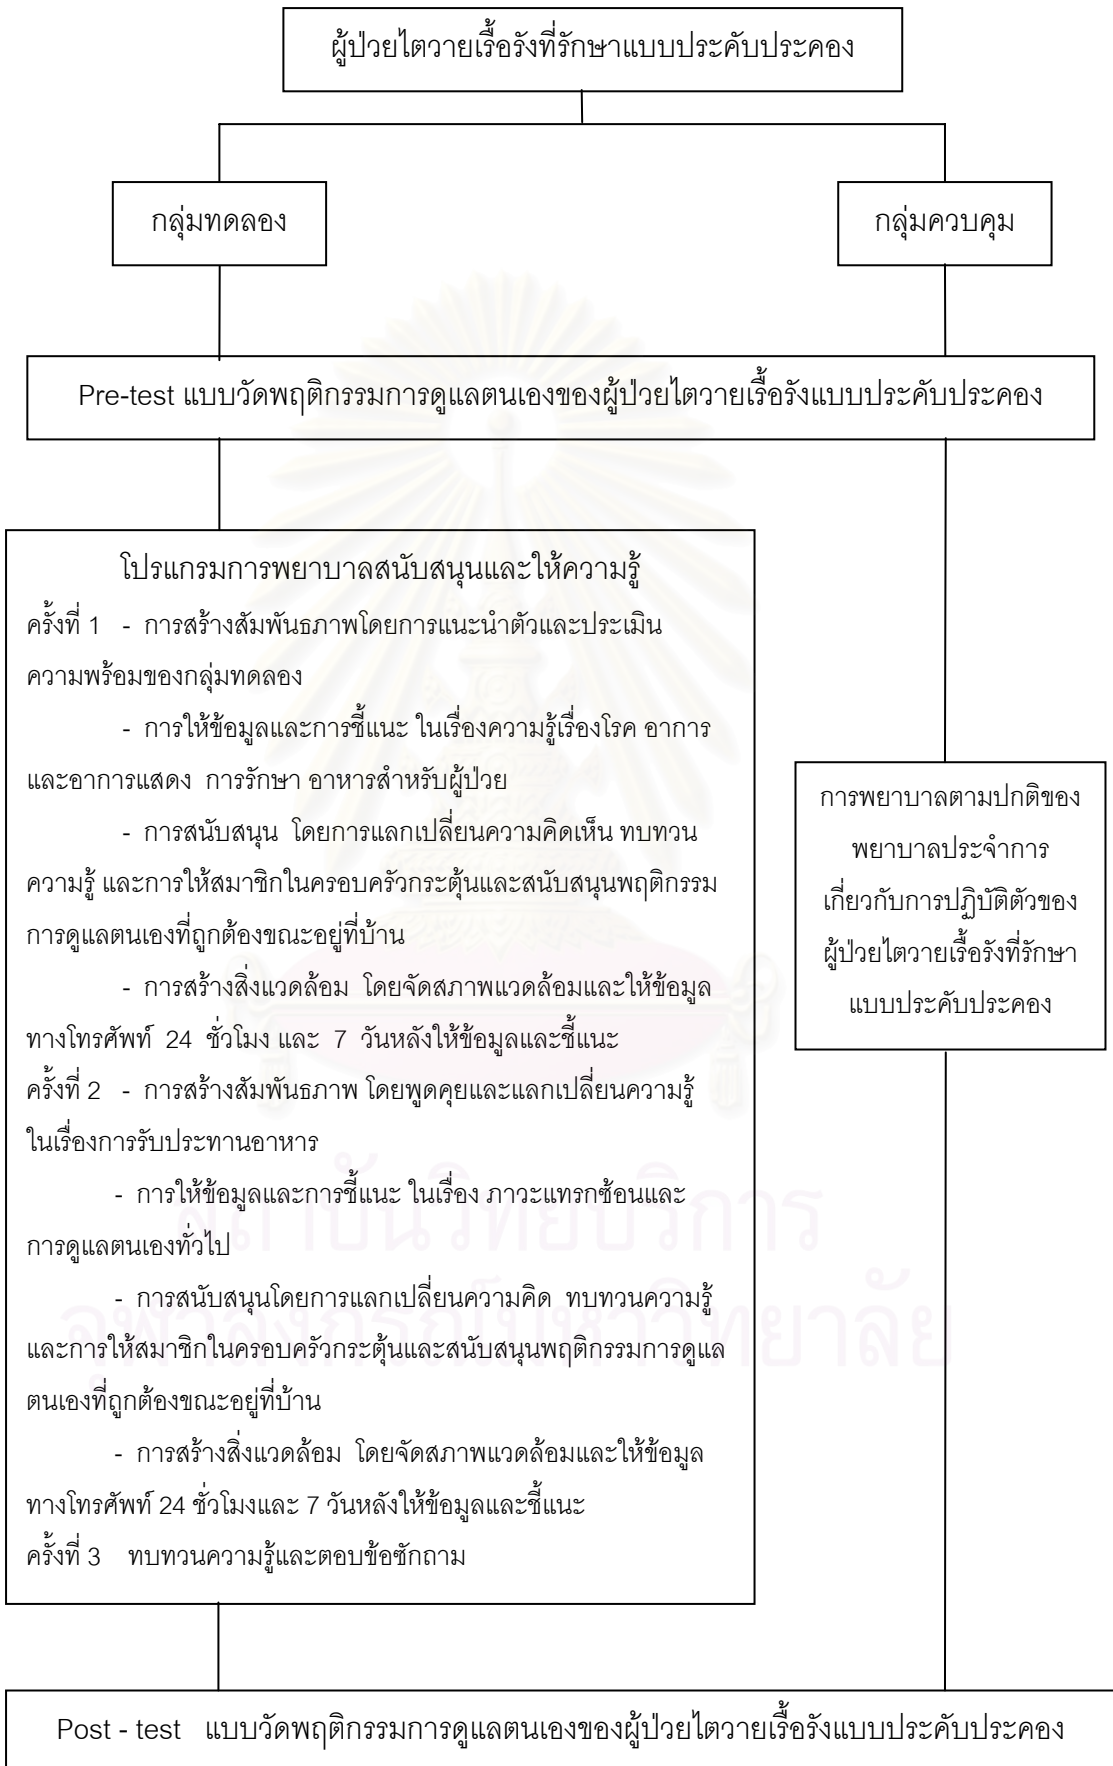 ผู้ป่วยไตวายเรื้อรังที่รักษาแบบประคับประคอง
กลุ่มทดลอง
กลุ่มควบคุม
Pre-test แบบวัดพฤติกรรมการดูแลตนเองของผู้ป่วยไตวายเรื้อรังแบบประคับประคอง
โปรแกรมการพยาบาลสนับสนุนและให้ความรู้
ครั้งที่ 1 - การสร้างสัมพันธภาพโดยการแนะนำตัวและประเมิน
ความพร้อมของกลุ่มทดลอง
- การให้ข้อมูลและการชี้แนะ ในเรื่องความรู้เรื่องโรค อาการ
และอาการแสดง การรักษา อาหารสำหรับผู้ป่วย
- การสนับสนุน โดยการแลกเปลี่ยนความคิดเห็น ทบทวน
ความรู้ และการให้สมาชิกในครอบครัวกระตุ้นและสนับสนุนพฤติกรรม
การดูแลตนเองที่ถูกต้องขณะอยู่ที่บ้าน
- การสร้างสิ่งแวดล้อม โดยจัดสภาพแวดล้อมและให้ข้อมูล
ทางโทรศัพท์ 24 ชั่วโมง และ 7 วันหลังให้ข้อมูลและชี้แนะ
ครั้งที่ 2 - การสร้างสัมพันธภาพ โดยพูดคุยและแลกเปลี่ยนความรู้
ในเรื่องการรับประทานอาหาร
- การให้ข้อมูลและการชี้แนะ ในเรื่อง ภาวะแทรกซ้อนและ
การดูแลตนเองทั่วไป
- การสนับสนุนโดยการแลกเปลี่ยนความคิด ทบทวนความรู้
และการให้สมาชิกในครอบครัวกระตุ้นและสนับสนุนพฤติกรรมการดูแล
ตนเองที่ถูกต้องขณะอยู่ที่บ้าน
- การสร้างสิ่งแวดล้อม โดยจัดสภาพแวดล้อมและให้ข้อมูล
ทางโทรศัพท์ 24 ชั่วโมงและ 7 วันหลังให้ข้อมูลและชี้แนะ
ครั้งที่ 3 ทบทวนความรู้และตอบข้อซักถาม
การพยาบาลตามปกติของ
พยาบาลประจำการ
เกี่ยวกับการปฏิบัติตัวของ
ผู้ป่วยไตวายเรื้อรังที่รักษา
แบบประคับประคอง
สถาบันวิทยบริการ
จุฬาลงกรณ์มหาวิทยาลัย
Post - test แบบวัดพฤติกรรมการดูแลตนเองของผู้ป่วยไตวายเรื้อรังแบบประคับประคอง